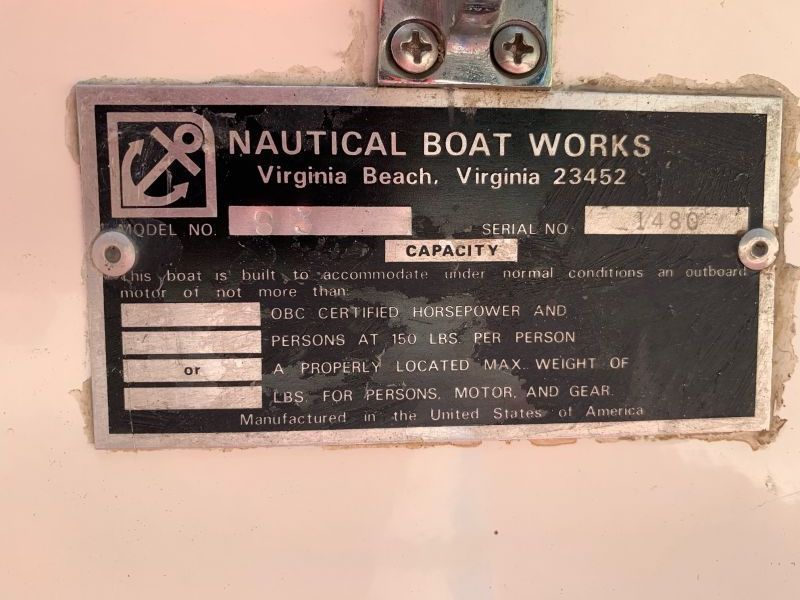 NAUTICAL BOAT WORKS
Virginia Beach, Virginia 23452
MODEL NO. SERIAL NO. 1480
CAPACITY
This boat is built to accommodate under normal conditions an outboard
motor of not more than:
OBC CERTIFIED HORSEPOWER AND
PERSONS AT 150 LBS. PER PERSON
or A PROPERLY LOCATED MAX. WEIGHT OF
LBS. FOR PERSONS, MOTOR, AND GEAR.
Manufactured in the United States of America